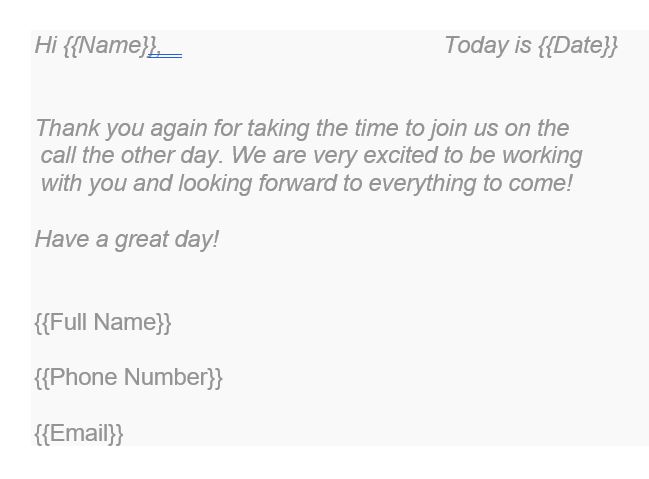 Hi {{Name}}, Today is {{Date}}
Thank you again for taking the time to join us on the
call the other day. We are very excited to be working
with you and looking forward to everything to come!
Have a great day!
{{Full Name}}
{{Phone Number}}
{{Email}}